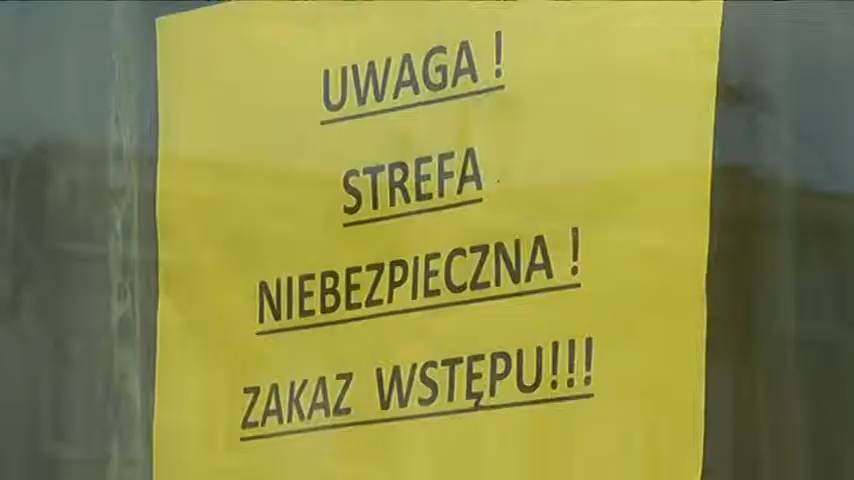 UWAGA !
STREFA
NIEBEZPIECZNA !
ZAKAZ WSTĘPU!!!